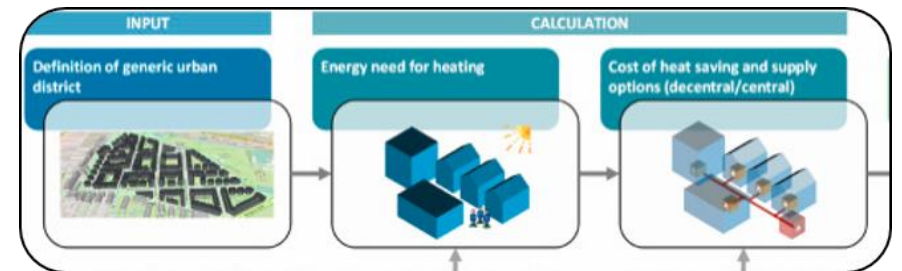 INPUT
CALCULATION
Definition of generic urban
district
Energy need for heating
Cost of heat saving and supply
options (decentral/central)